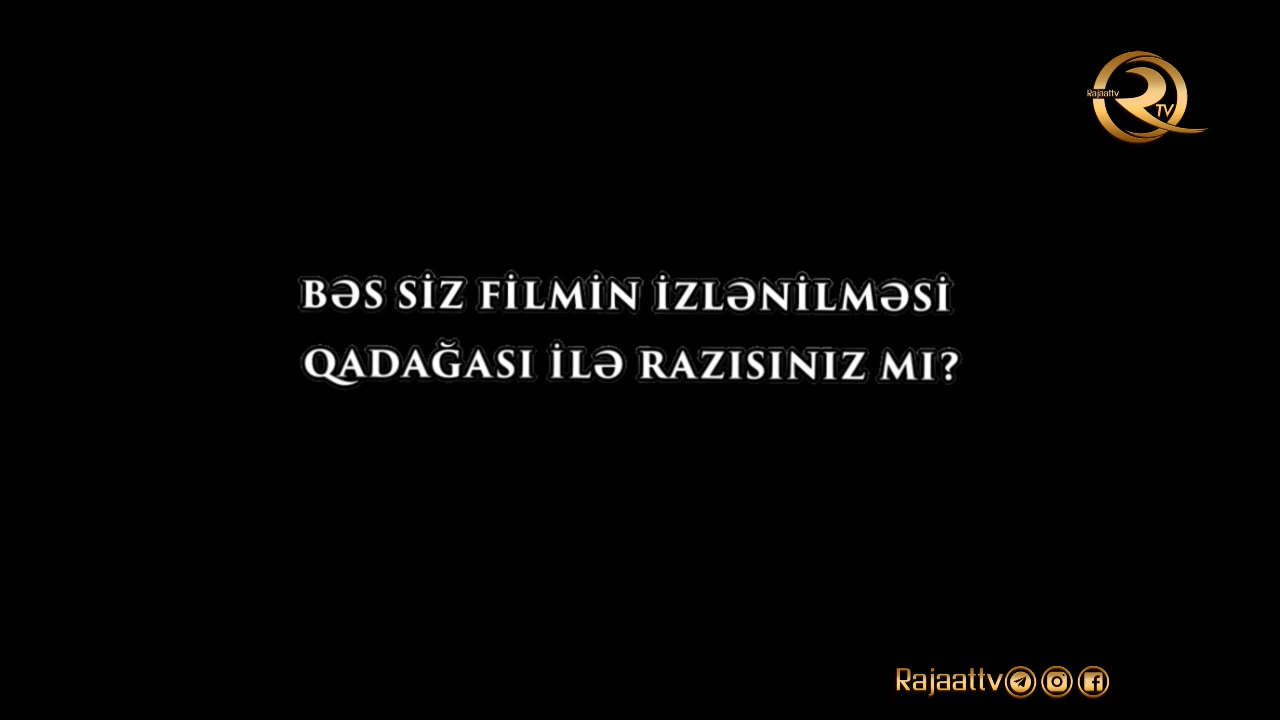 Rajaattv
TV
BƏS SİZ FİLMİN İZLƏNİLMƏSİ
QADAĞASI İLƏ RAZISINIZ MI?
Rajaattv